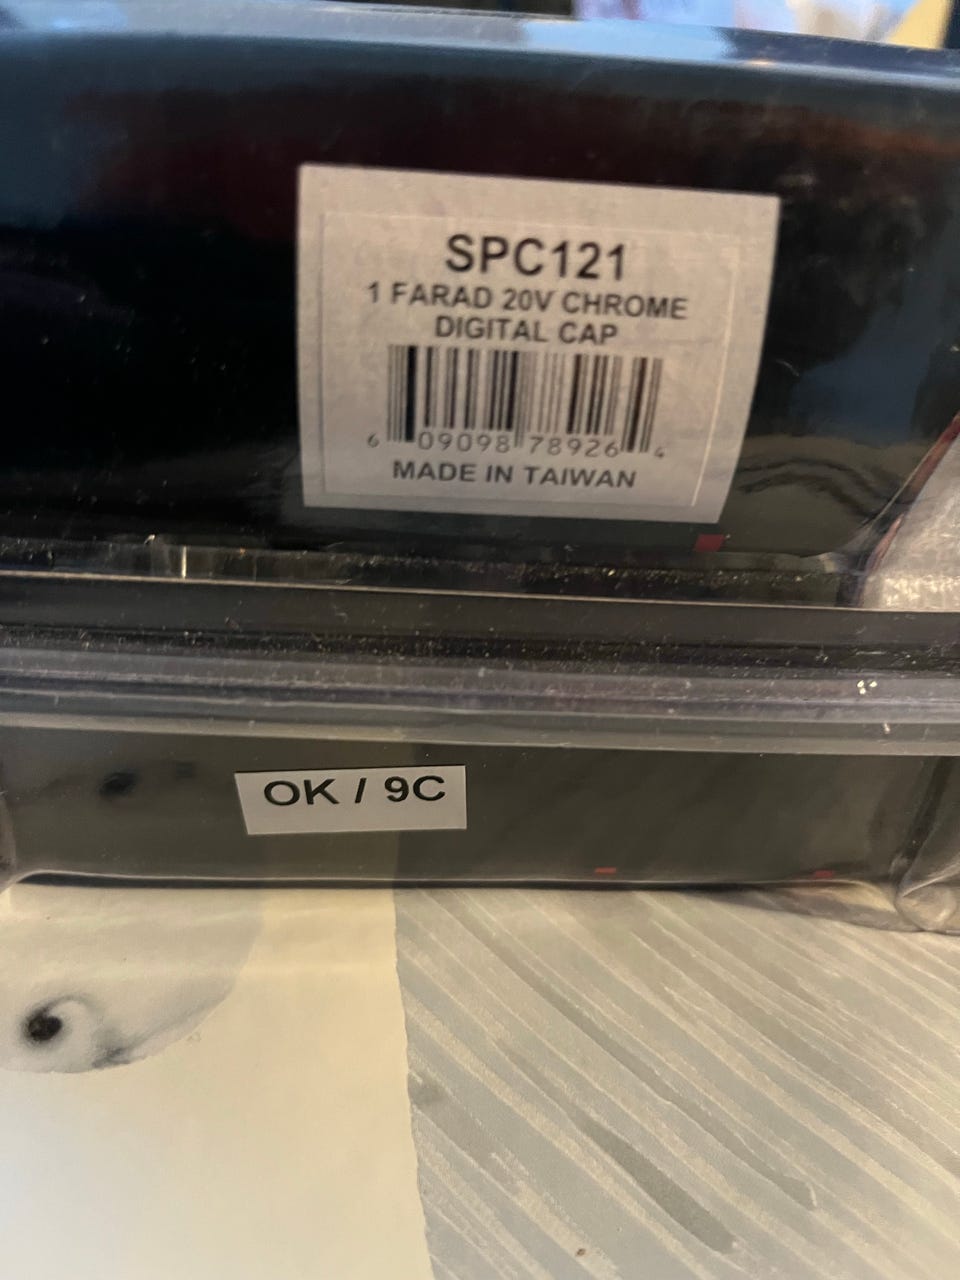 SPC121
1 FARAD 20V CHROME
DIGITAL CAP
6 09098 78926 4
MADE IN TAIWAN
OK / 9C